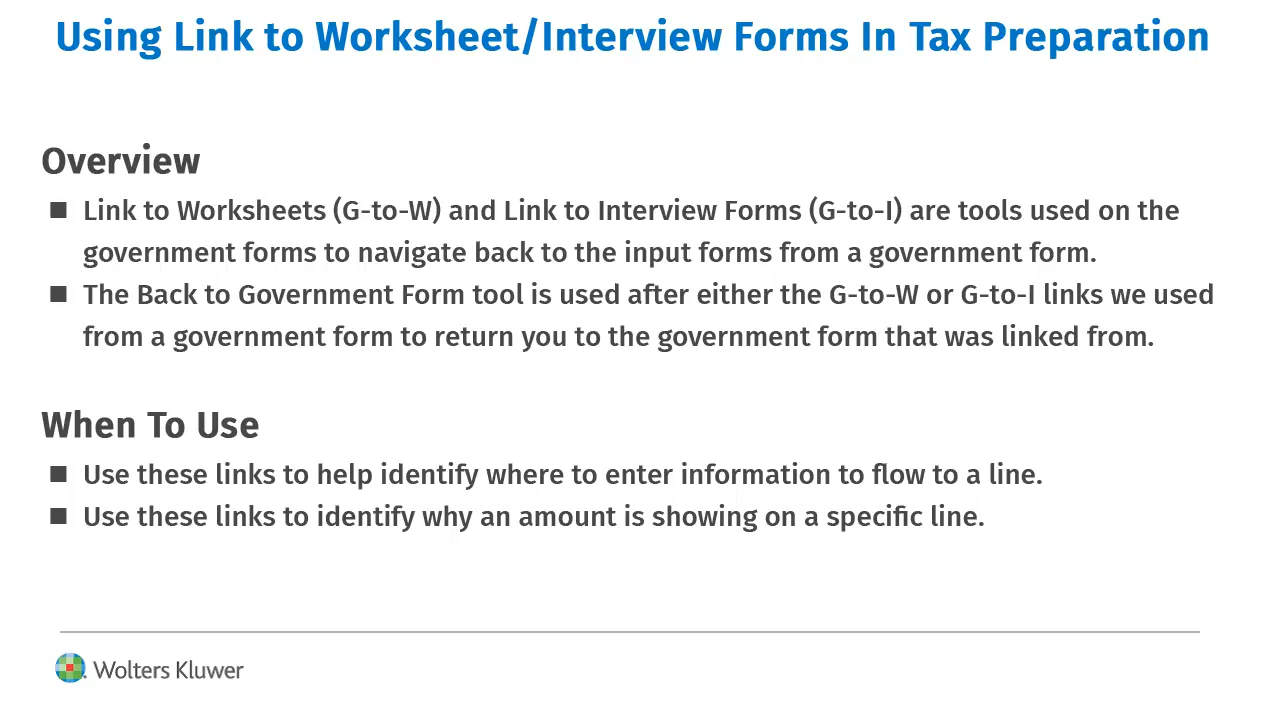 Using Link to Worksheet/Interview Forms In Tax Preparation
Overview
■ Link to Worksheets (G-to-W) and Link to Interview Forms (G-to-I) are tools used on the
government forms to navigate back to the input forms from a government form.
■ The Back to Government Form tool is used after either the G-to-W or G-to-I links we used
from a government form to return you to the government form that was linked from.
When To Use
■ Use these links to help identify where to enter information to flow to a line.
■ Use these links to identify why an amount is showing on a specific line.
Wolters Kluwer